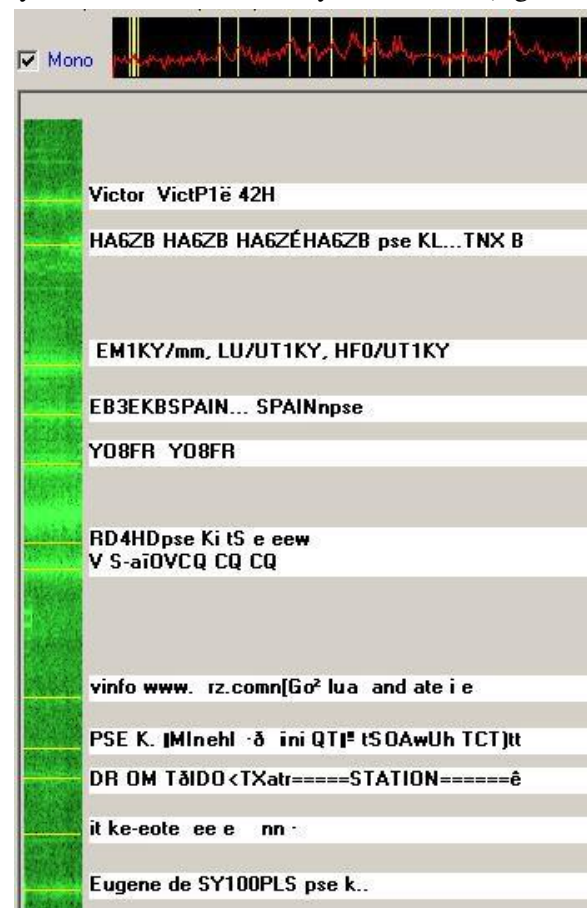 Mono
Victor VictP1ë 42H
HA6ZB HA6ZB HA6ZÉHA6ZB pse KL...TNX B
EM1KY/mm, LU/UT1KY, HF0/UT1KY
EB3EKBSPAIN... SPAINnpse
YO8FR YO8FR
RD4HDpse Ki tS e eew
V S-aïOVCQ CQ CQ
vinfo www. rz.comn[Go² lua and ate i e
PSE K. ini tSOAwUh TCT)tt
DR OM TðIDO<TXatr=====STATION======ê
it ke-eote ee e nn ·
Eugene de SY100PLS pse k..